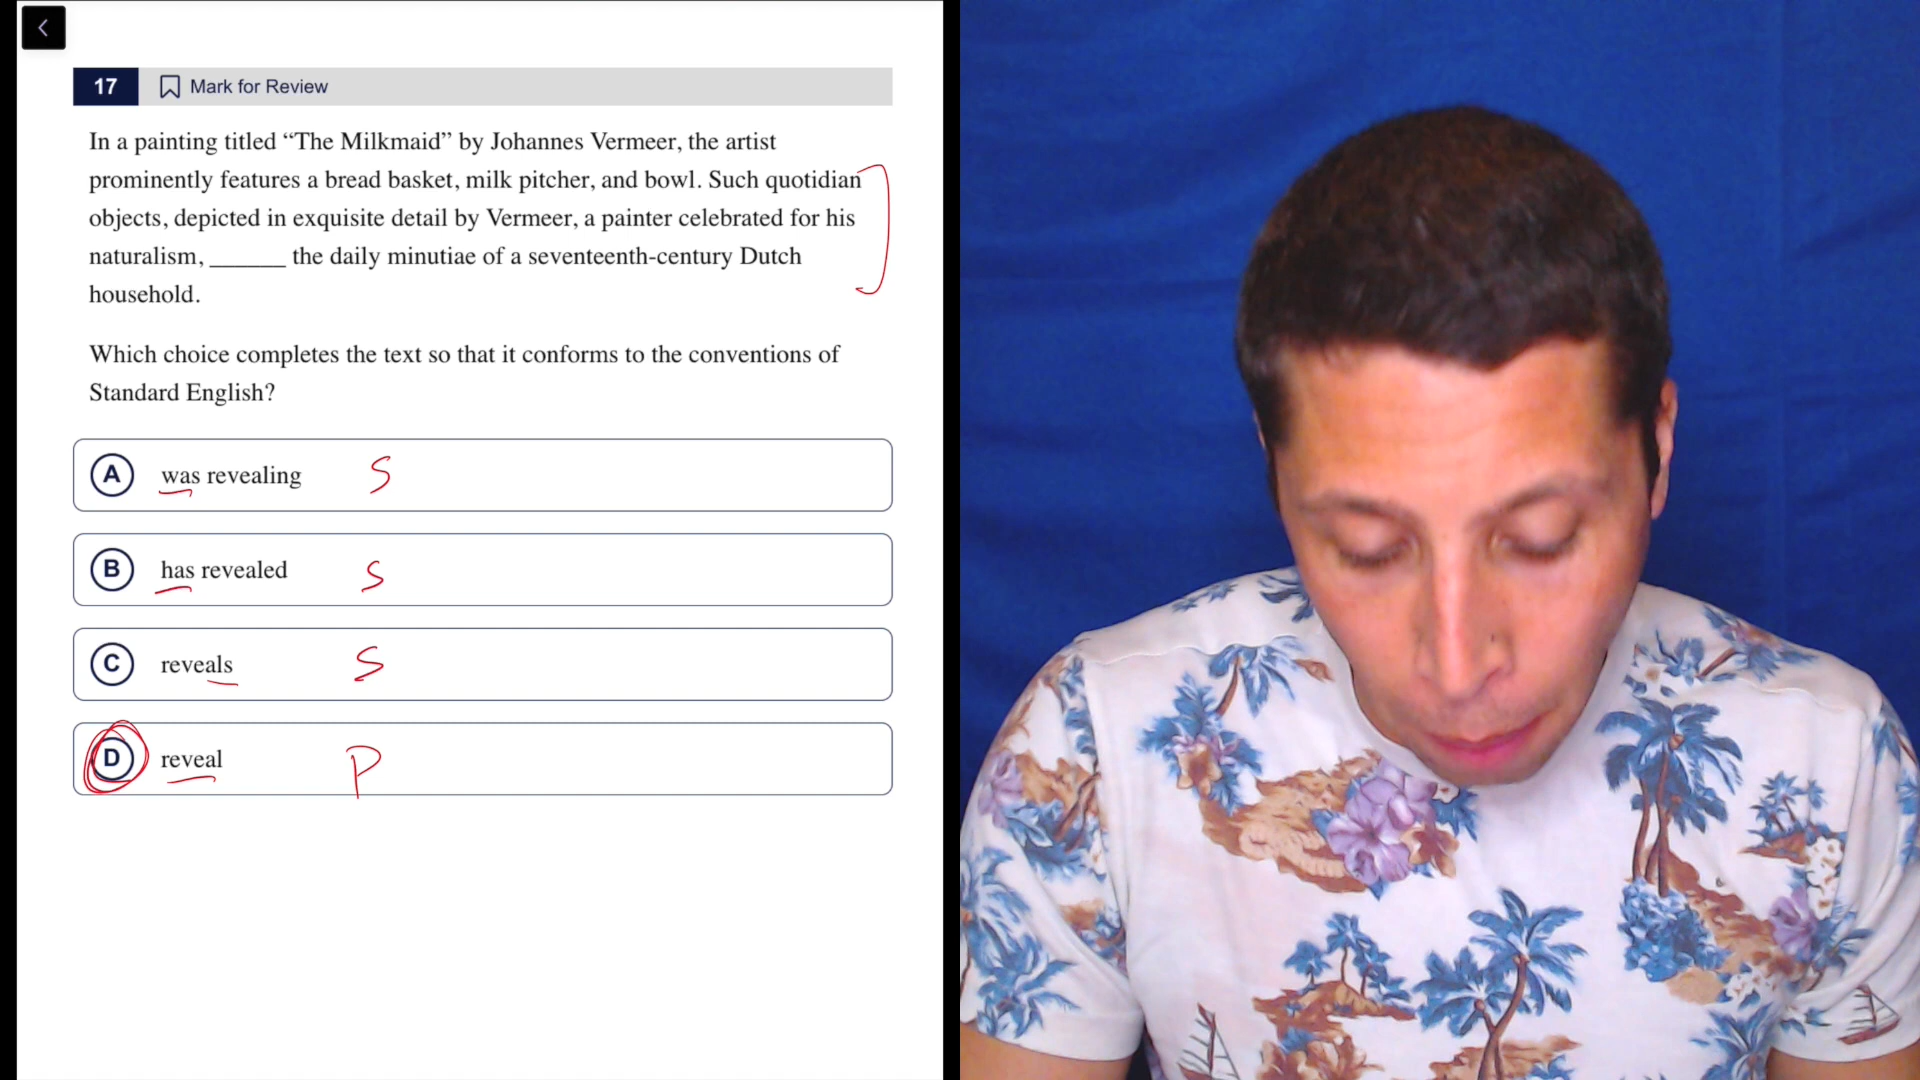 17 Mark for Review
In a painting titled “The Milkmaid” by Johannes Vermeer, the artist
prominently features a bread basket, milk pitcher, and bowl. Such quotidian
objects, depicted in exquisite detail by Vermeer, a painter celebrated for his
naturalism, ______ the daily minutiae of a seventeenth-century Dutch
household.
Which choice completes the text so that it conforms to the conventions of
Standard English?
A was revealing S
B has revealed S
C reveals S
D reveal P